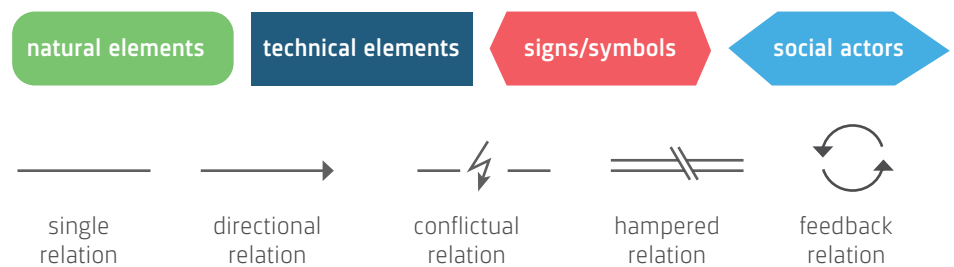 natural elements
technical elements
signs/symbols
social actors
single
relation
directional
relation
conflictual
relation
hampered
relation
feedback
relation